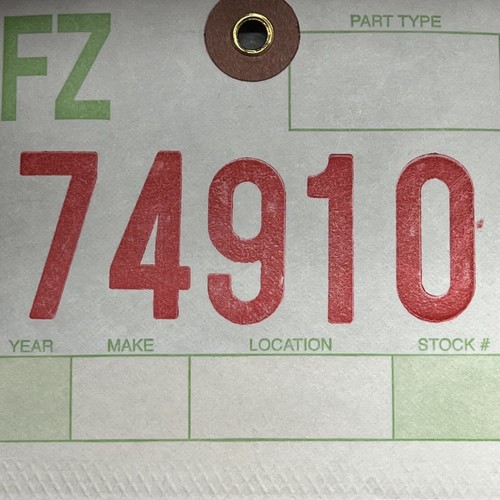 PART TYPE
FZ
74910
YEAR MAKE LOCATION STOCK #